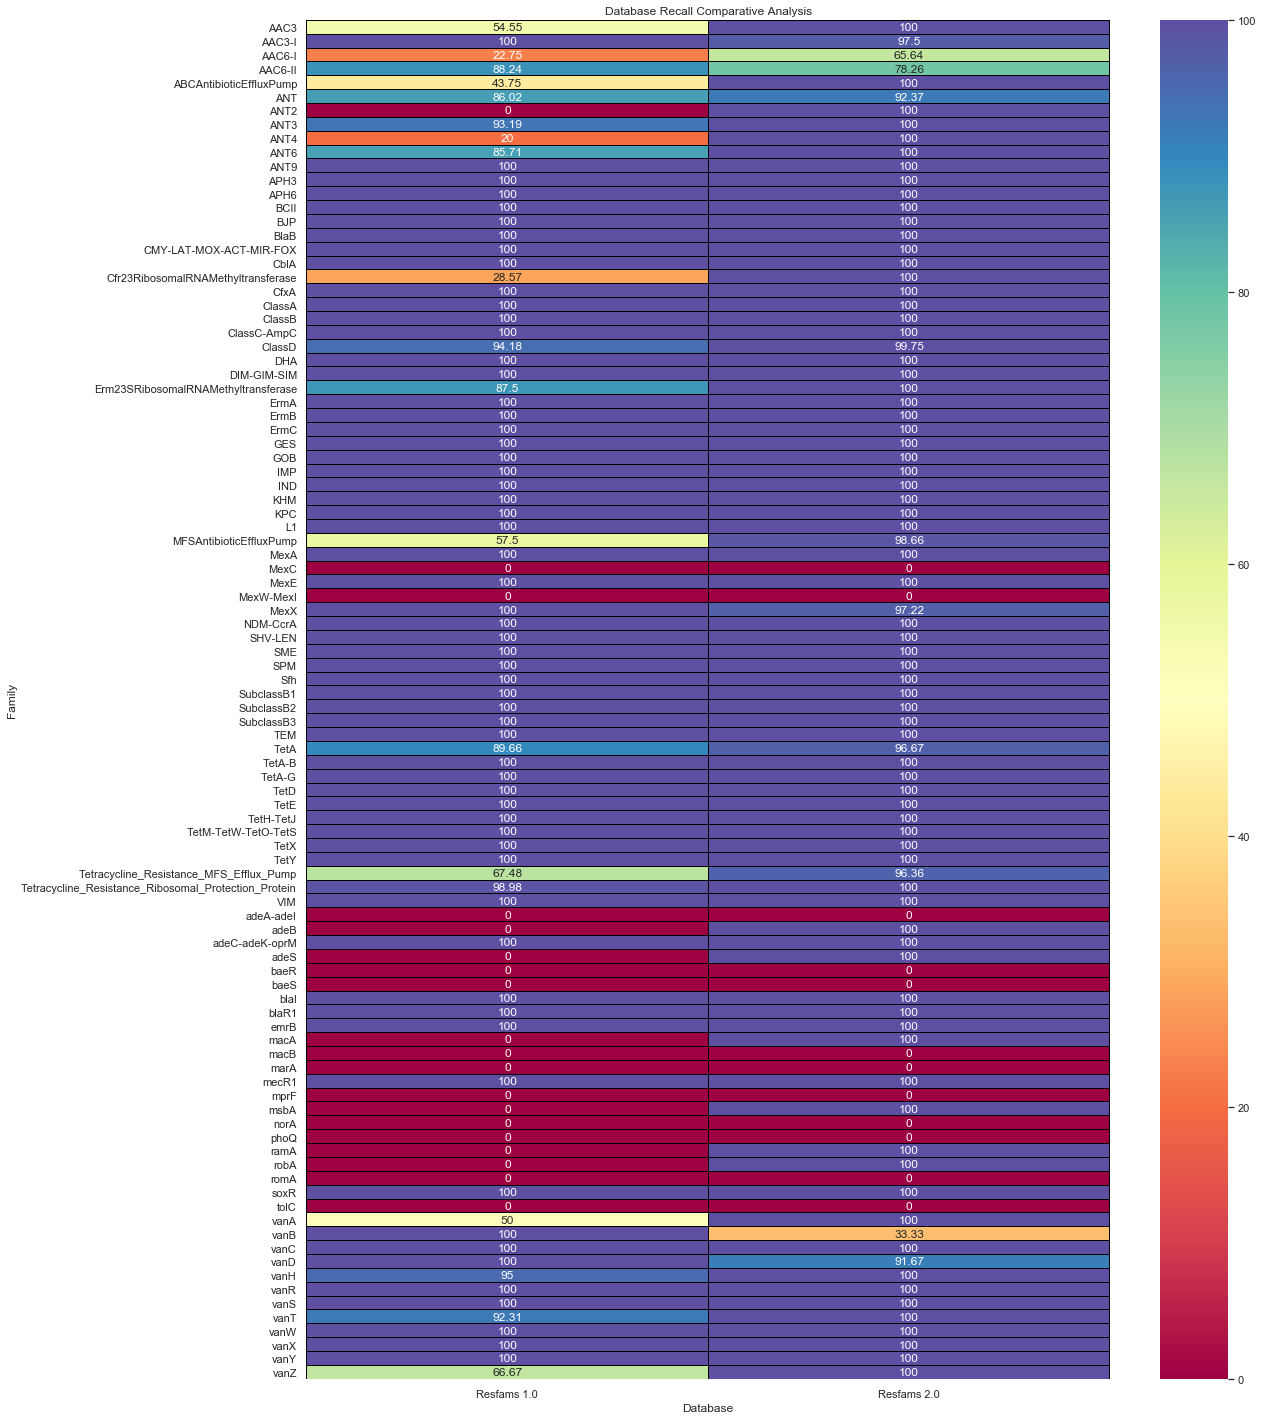 Database Recall Comparative Analysis
AAC3 54.55 100
AAC3-I 100 97.5
AAC6-I 22.75 65.64
AAC6-II 88.24 78.26
ABCAntibioticEffluxPump 43.75 100
ANT 86.02 92.37
ANT2 0 100
ANT3 93.19 100
ANT4 20 100
ANT6 85.71 100
ANT9 100 100
APH3 100 100
APH6 100 100
BCII 100 100
BJP 100 100
BlaB 100 100
CMY-LAT-MOX-ACT-MIR-FOX 100 100
CblA 100 100
Cfr23RibosomalRNAMethyltransferase 28.57 100
CfxA 100 100
ClassA 100 100
ClassB 100 100
ClassC-AmpC 100 100
ClassD 94.18 99.75
DHA 100 100
DIM-GIM-SIM 100 100
Erm23SRibosomalRNAMethyltransferase 87.5 100
ErmA 100 100
ErmB 100 100
ErmC 100 100
GES 100 100
GOB 100 100
IMP 100 100
IND 100 100
KHM 100 100
KPC 100 100
L1 100 100
MFSAntibioticEffluxPump 57.5 98.66
MexA 100 100
MexC 0 0
MexE 100 100
MexW-MexI 0 0
MexX 100 97.22
NDM-CcrA 100 100
SHV-LEN 100 100
SME 100 100
SPM 100 100
Sfh 100 100
SubclassB1 100 100
SubclassB2 100 100
SubclassB3 100 100
TEM 100 100
TetA 89.66 96.67
TetA-B 100 100
TetA-G 100 100
TetD 100 100
TetE 100 100
TetH-TetJ 100 100
TetM-TetW-TetO-TetS 100 100
TetX 100 100
TetY 100 100
Tetracycline_Resistance_MFS_Efflux_Pump 67.48 96.36
Tetracycline_Resistance_Ribosomal_Protection_Protein 98.98 100
VIM 100 100
adeA-adeI 0 0
adeB 0 100
adeC-adeK-oprM 100 100
adeS 0 100
baeR 0 0
baeS 0 0
blaI 100 100
blaR1 100 100
emrB 100 100
macA 0 100
macB 0 0
marA 0 0
mecR1 100 100
mprF 0 0
msbA 0 100
norA 0 0
phoQ 0 0
ramA 0 100
robA 0 100
romA 0 0
soxR 100 100
tolC 0 0
vanA 50 100
vanB 100 33.33
vanC 100 100
vanD 100 91.67
vanH 95 100
vanR 100 100
vanS 100 100
vanT 92.31 100
vanW 100 100
vanX 100 100
vanY 100 100
vanZ 66.67 100
Resfams 1.0 Resfams 2.0
Database
Family
100
80
60
40
20
0